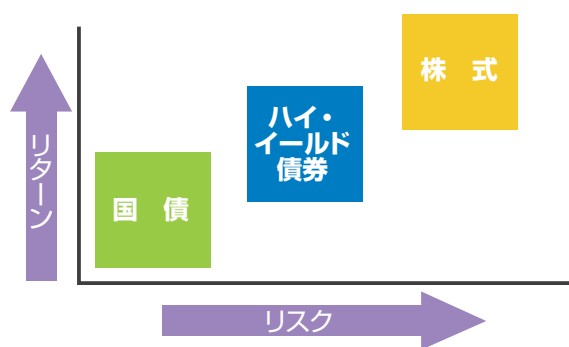 株　式
ハイ・
イールド
債券
リターン
国　債
リスク